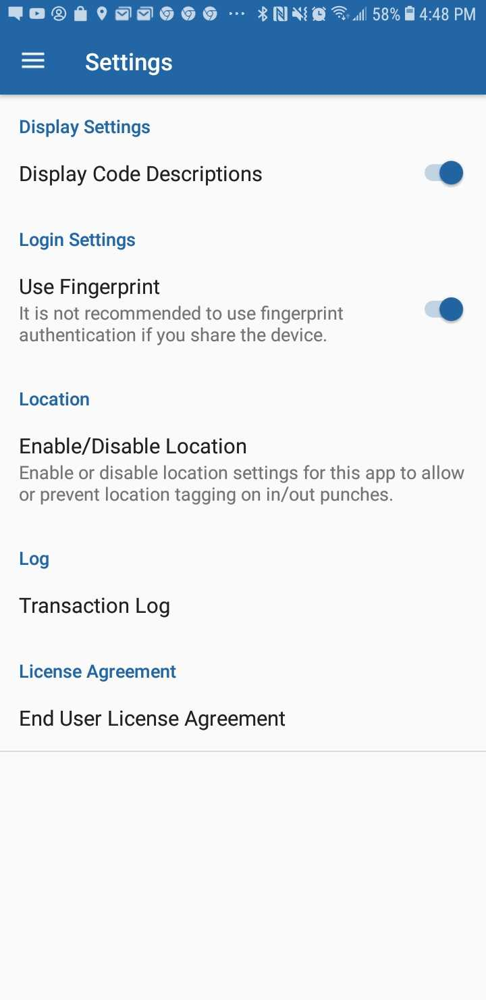 58% 4:48 PM
Settings
Display Settings
Display Code Descriptions
Login Settings
Use Fingerprint
It is not recommended to use fingerprint
authentication if you share the device.
Location
Enable/Disable Location
Enable or disable location settings for this app to allow
or prevent location tagging on in/out punches.
Log
Transaction Log
License Agreement
End User License Agreement